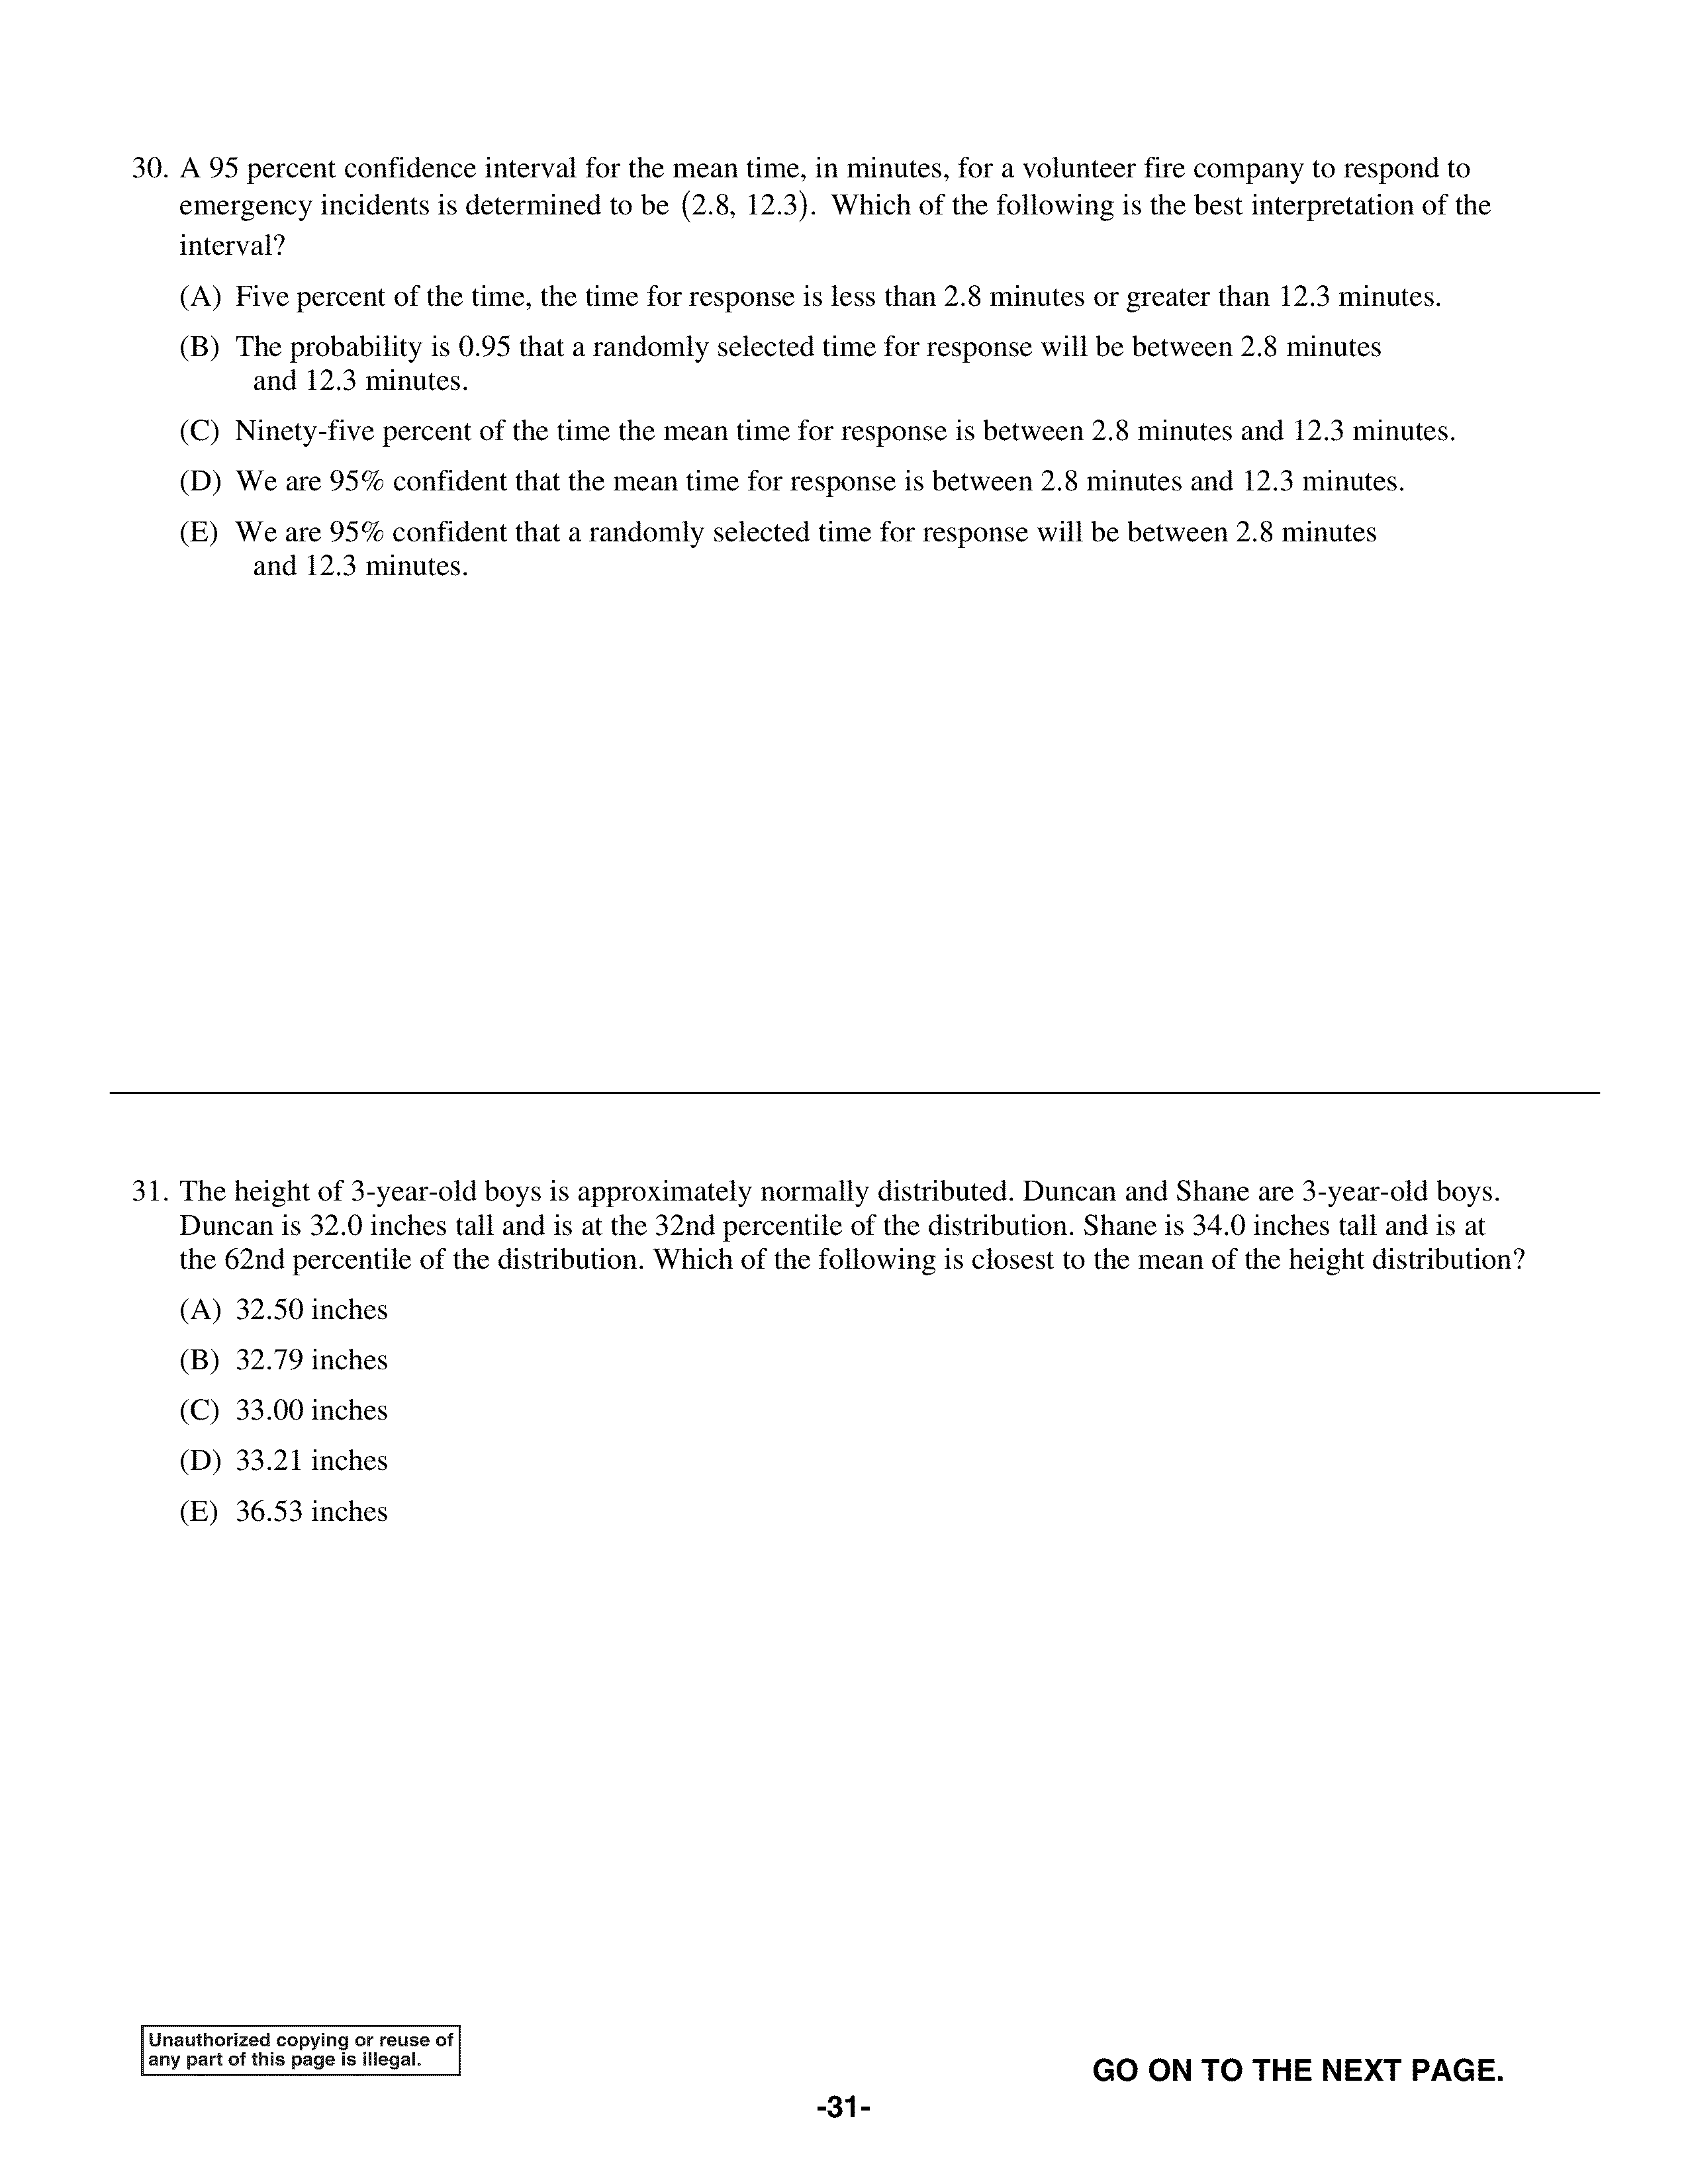 30. A 95 percent confidence interval for the mean time, in minutes, for a volunteer fire company to respond to
emergency incidents is determined to be (2.8, 12.3). Which of the following is the best interpretation of the
interval?
(A) Five percent of the time, the time for response is less than 2.8 minutes or greater than 12.3 minutes.
(B) The probability is 0.95 that a randomly selected time for response will be between 2.8 minutes
and 12.3 minutes.
(C) Ninety-five percent of the time the mean time for response is between 2.8 minutes and 12.3 minutes.
(D) We are 95% confident that the mean time for response is between 2.8 minutes and 12.3 minutes.
(E) We are 95% confident that a randomly selected time for response will be between 2.8 minutes
and 12.3 minutes.
31. The height of 3-year-old boys is approximately normally distributed. Duncan and Shane are 3-year-old boys.
Duncan is 32.0 inches tall and is at the 32nd percentile of the distribution. Shane is 34.0 inches tall and is at
the 62nd percentile of the distribution. Which of the following is closest to the mean of the height distribution?
(A) 32.50 inches
(B) 32.79 inches
(C) 33.00 inches
(D) 33.21 inches
(E) 36.53 inches
Unauthorized copying or reuse of
any part of this page is illegal.
GO ON TO THE NEXT PAGE.
-31-